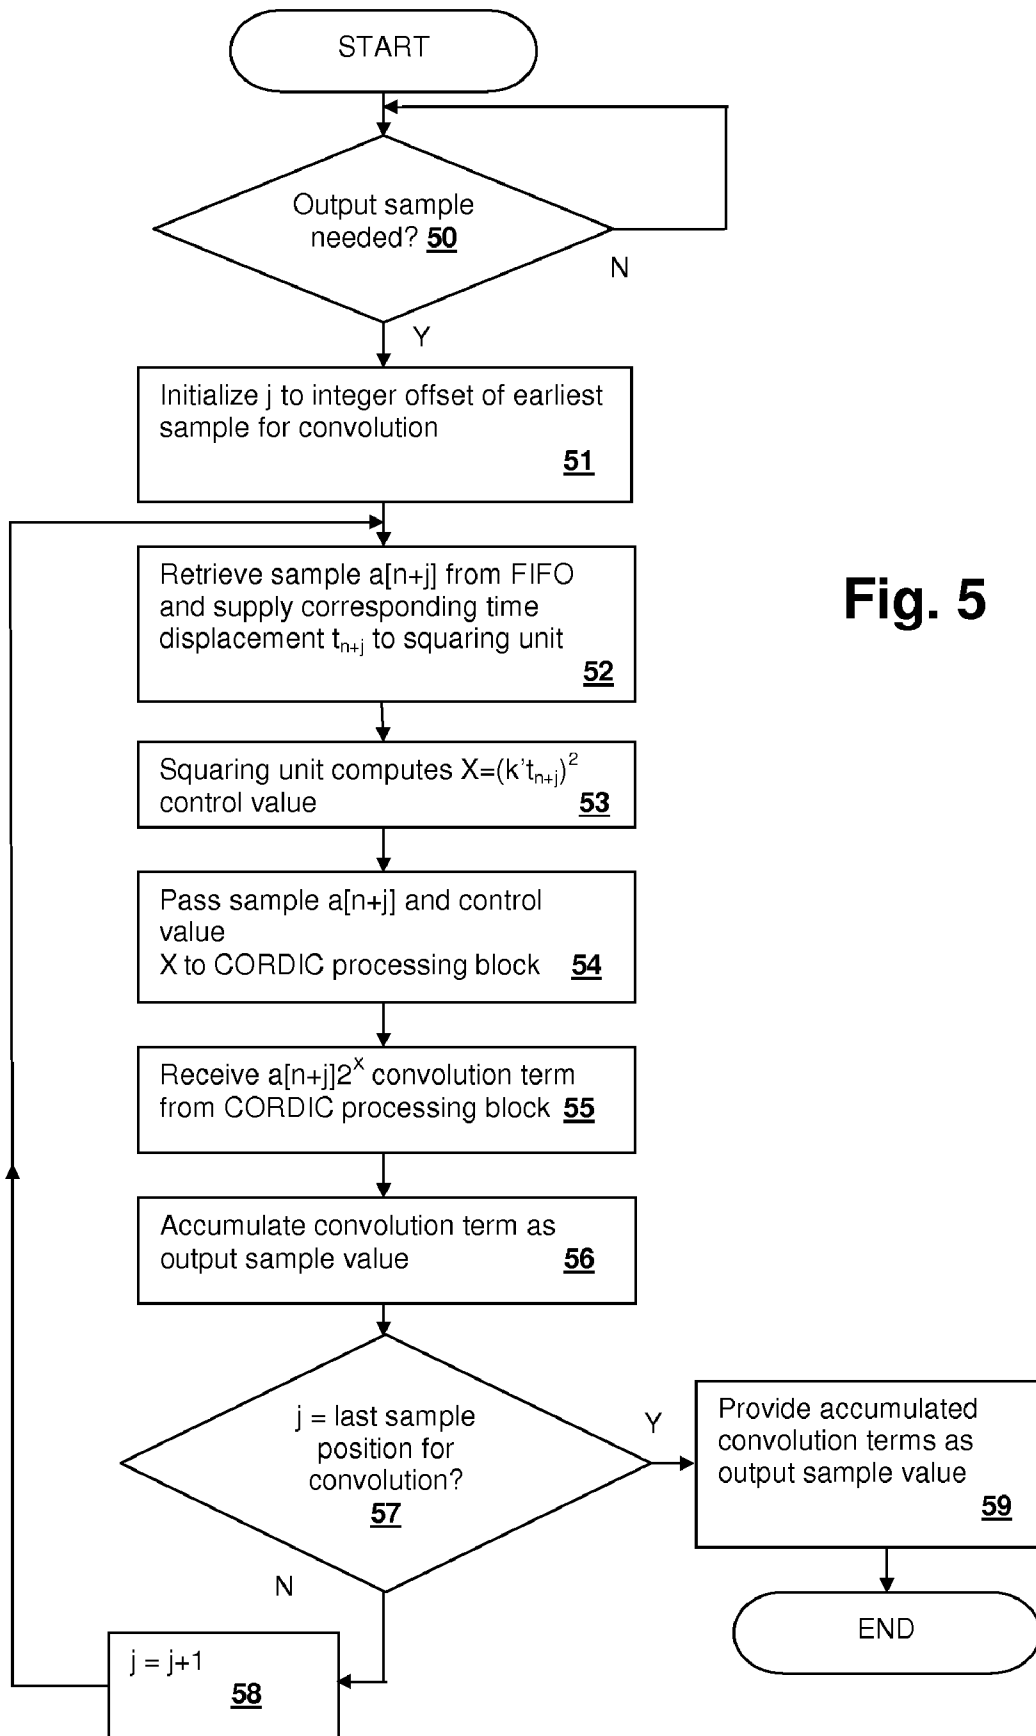 START
Output sample
needed? 50
N
Y
Initialize j to integer offset of earliest
sample for convolution
51
Retrieve sample a[n+j] from FIFO
and supply corresponding time
displacement tₙ₊ⱼ to squaring unit
52
Fig. 5
Squaring unit computes X=(k'tₙ₊ⱼ)²
control value 53
Pass sample a[n+j] and control
value
X to CORDIC processing block 54
Receive a[n+j]2ˣ convolution term
from CORDIC processing block 55
Accumulate convolution term as
output sample value 56
j = last sample
position for
convolution?
57
Y
N
Provide accumulated
convolution terms as
output sample value
59
END
j = j+1
58